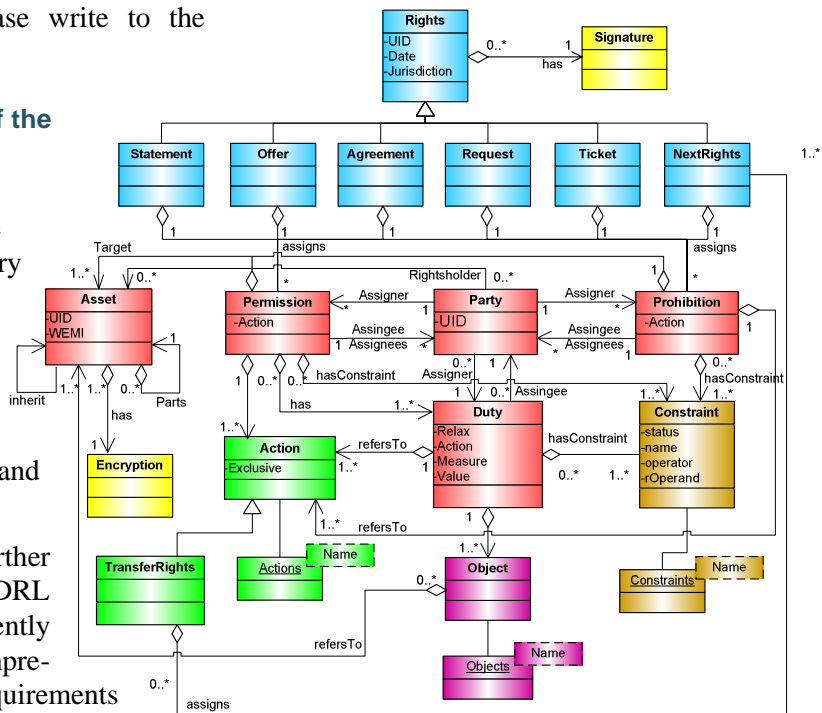 ase write to the
f the
ry
and
rther
DRL
ently
npre-
quirements
Rights
-UID
-Date
-Jurisdiction
0..*
1
has
Signature
Statement
Offer
Agreement
Request
Ticket
NextRights
1..*
1
1
1
1
1
1
Target
assigns
assigns
1..*
0..*
Rightsholder
0..*
*
1
*
Asset
-UID
-WEMI
Permission
-Action
Assigner
Party
-UID
Assigner
Prohibition
-Action
*
1
1
*
1
Assingee
Assignees
Assingee
Assignees
1
*
*
1
1
inherit
1..*
1..*
0..*
Parts
has
1
1
0..*
0..*
hasConstraint
0..*
Assigner
1
0..*
Assingee
0..*
hasConstraint
1..*
1..*
has
1..*
1..*
Encryption
Action
-Exclusive
refersTo
1..*
1
Duty
-Relax
-Action
-Measure
-Value
hasConstraint
0..*
1..*
Constraint
-status
-name
-operator
-rOperand
1..*
refersTo
1
1..*
TransferRights
Actions
Name
Object
0..*
Constraints
Name
refersTo
Objects
Name
0..*
assigns